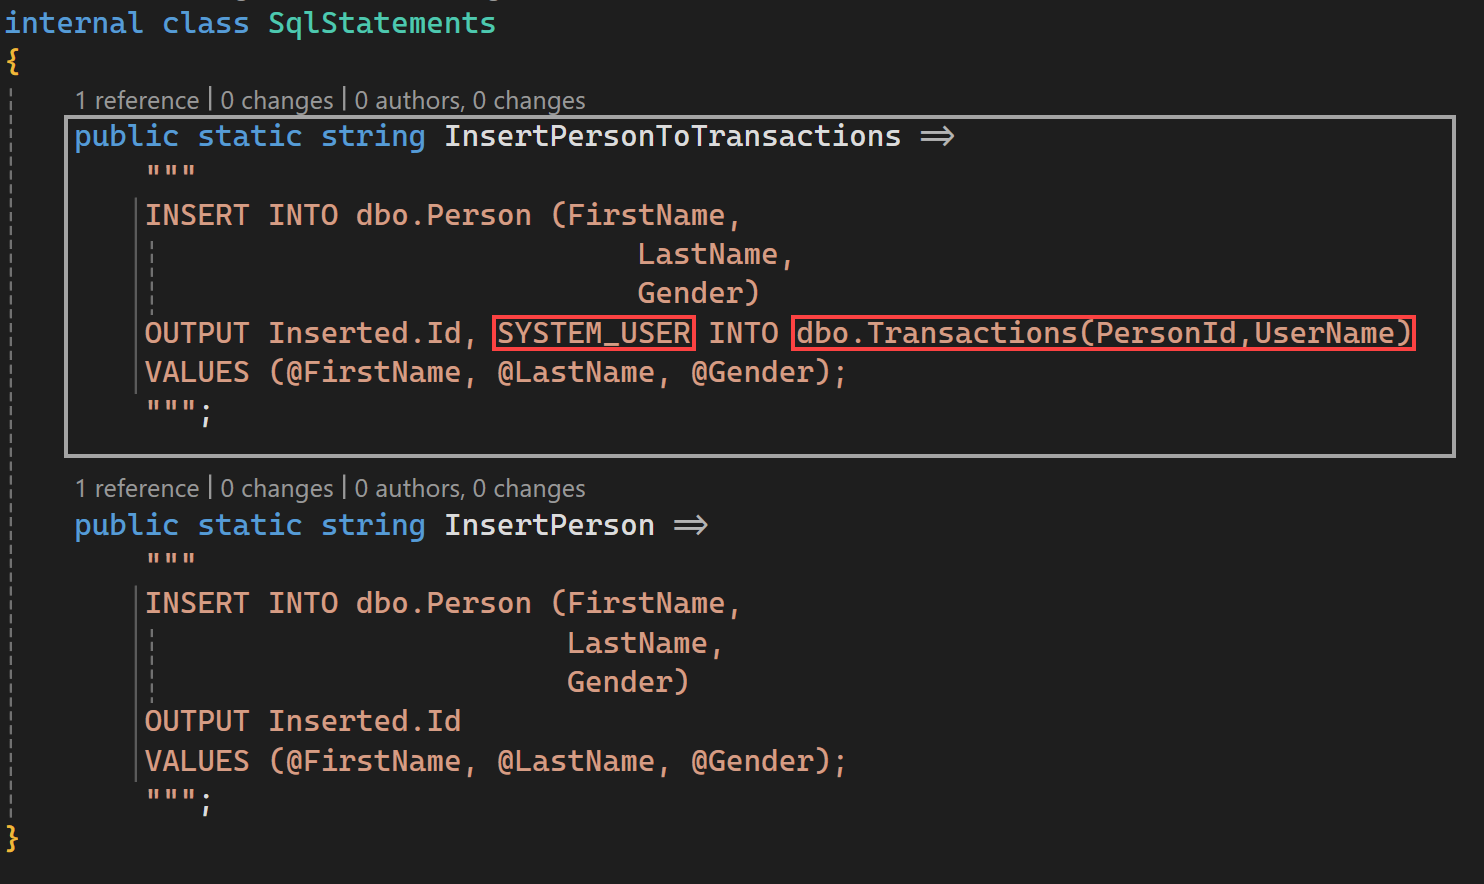 internal class SqlStatements
{
1 reference | 0 changes | 0 authors, 0 changes
public static string InsertPersonToTransactions =>
"""
INSERT INTO dbo.Person (FirstName,
LastName,
Gender)
OUTPUT Inserted.Id, SYSTEM_USER INTO dbo.Transactions(PersonId,UserName)
VALUES (@FirstName, @LastName, @Gender);
""";
1 reference | 0 changes | 0 authors, 0 changes
public static string InsertPerson =>
"""
INSERT INTO dbo.Person (FirstName,
LastName,
Gender)
OUTPUT Inserted.Id
VALUES (@FirstName, @LastName, @Gender);
""";
}